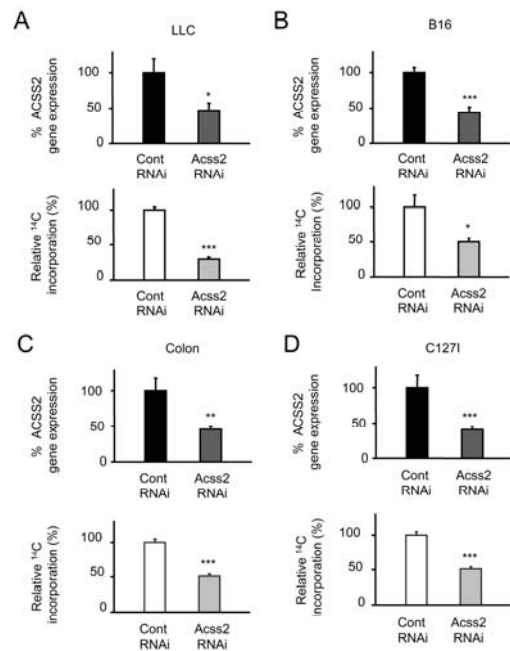 A
LLC
% ACSS2
gene expression
100
50
0
*
Cont
RNAi
Acss2
RNAi
Relative ¹⁴C
incorporation (%)
100
50
0
***
Cont
RNAi
Acss2
RNAi
B
B16
% ACSS2
gene expression
100
50
0
***
Cont
RNAi
Acss2
RNAi
Relative ¹⁴C
Incorporation (%)
100
50
0
*
Cont
RNAi
Acss2
RNAi
C
Colon
% ACSS2
gene expression
100
50
0
**
Cont
RNAi
Acss2
RNAi
Relative ¹⁴C
incorporation (%)
100
50
0
***
Cont
RNAi
Acss2
RNAi
D
C127I
% ACSS2
gene expression
100
50
0
***
Cont
RNAi
Acss2
RNAi
Relative ¹⁴C
incorporation (%)
100
50
0
***
Cont
RNAi
Acss2
RNAi